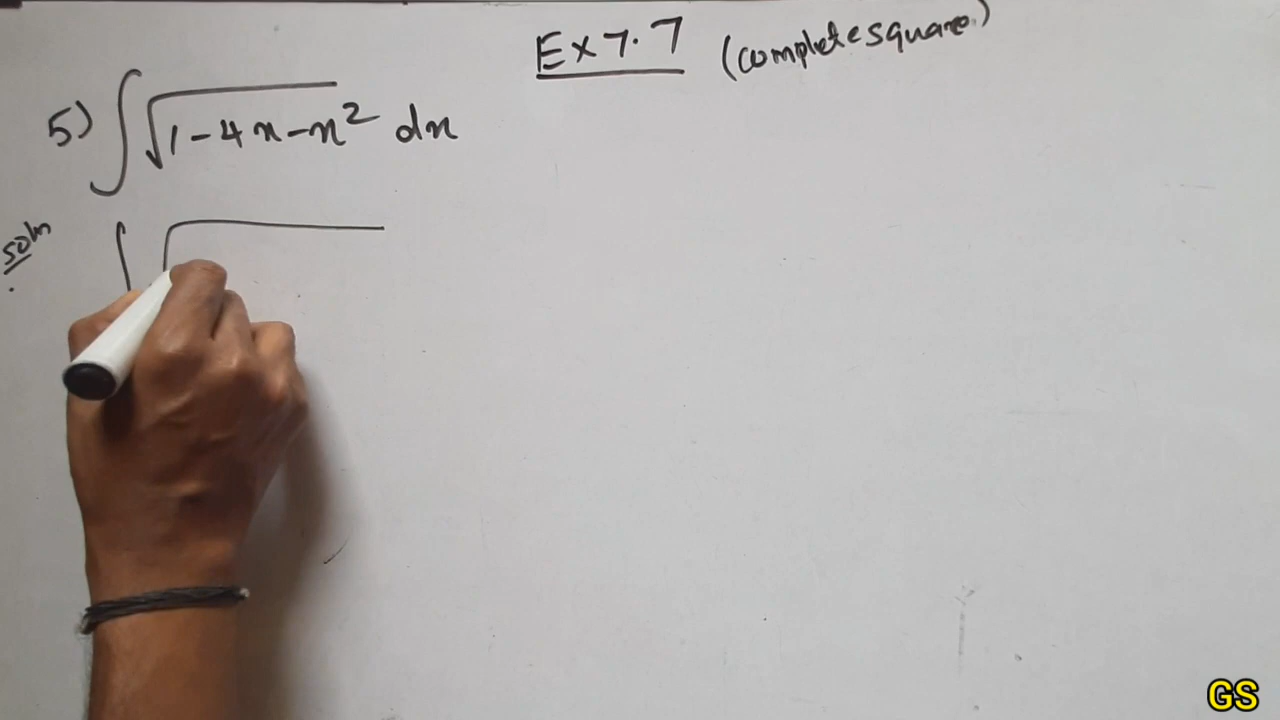 Ex 7.7 (complete square)
5) ∫√1-4x-x² dx
soln
GS